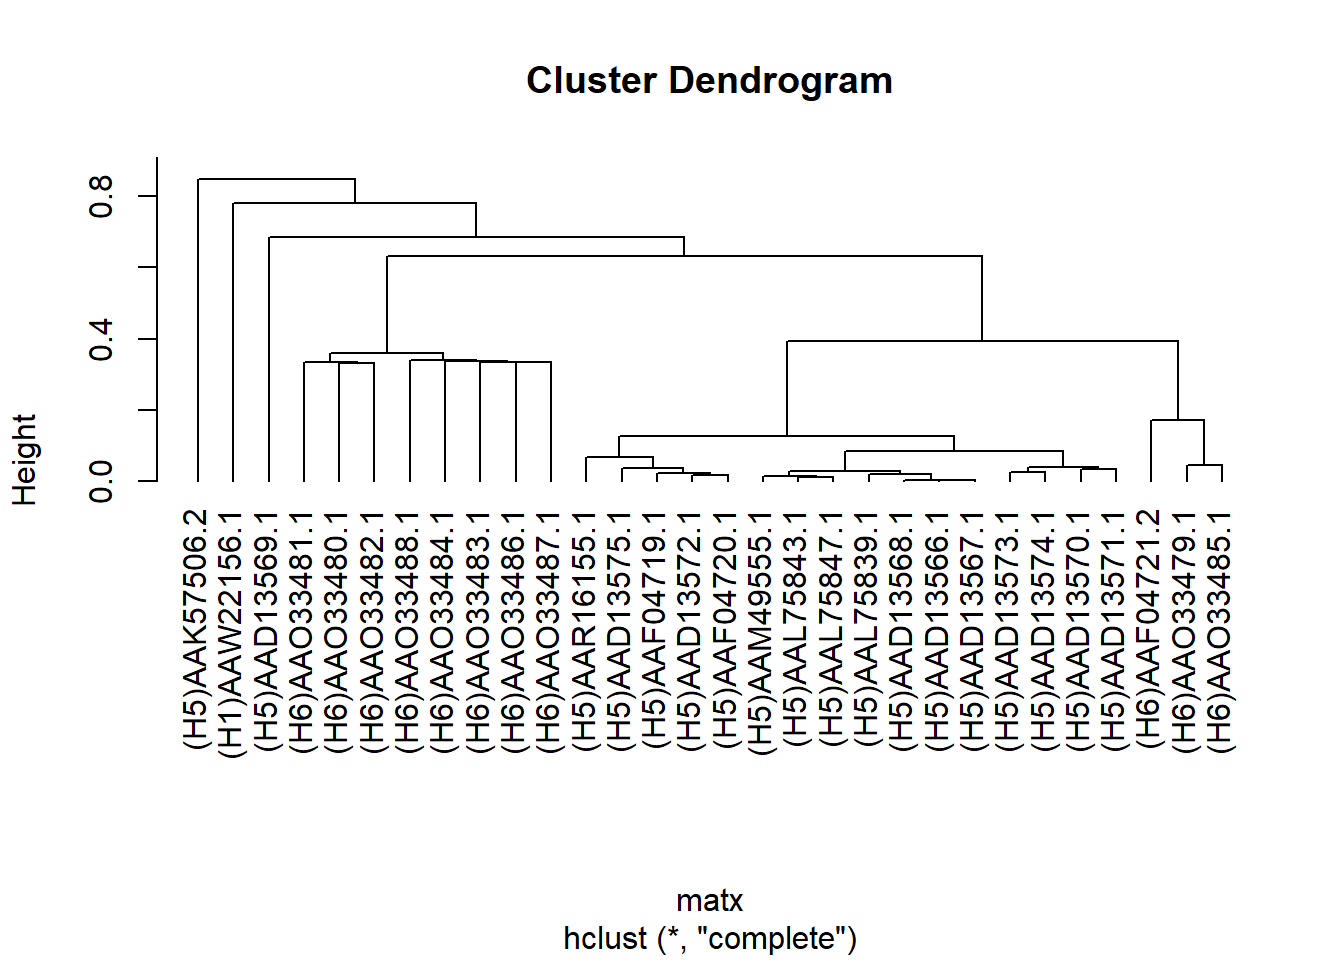 Cluster Dendrogram
Height
0.8
0.4
0.0
(H5)AAK57506.2
(H1)AAW22156.1
(H5)AAD13569.1
(H6)AAO33481.1
(H6)AAO33480.1
(H6)AAO33482.1
(H6)AAO33488.1
(H6)AAO33484.1
(H6)AAO33483.1
(H6)AAO33486.1
(H6)AAO33487.1
(H5)AAR16155.1
(H5)AAD13575.1
(H5)AAF04719.1
(H5)AAD13572.1
(H5)AAF04720.1
(H5)AAM49555.1
(H5)AAL75843.1
(H5)AAL75847.1
(H5)AAL75839.1
(H5)AAD13568.1
(H5)AAD13566.1
(H5)AAD13567.1
(H5)AAD13573.1
(H5)AAD13574.1
(H5)AAD13570.1
(H5)AAD13571.1
(H6)AAF04721.2
(H6)AAO33479.1
(H6)AAO33485.1
matx
hclust (*, "complete")